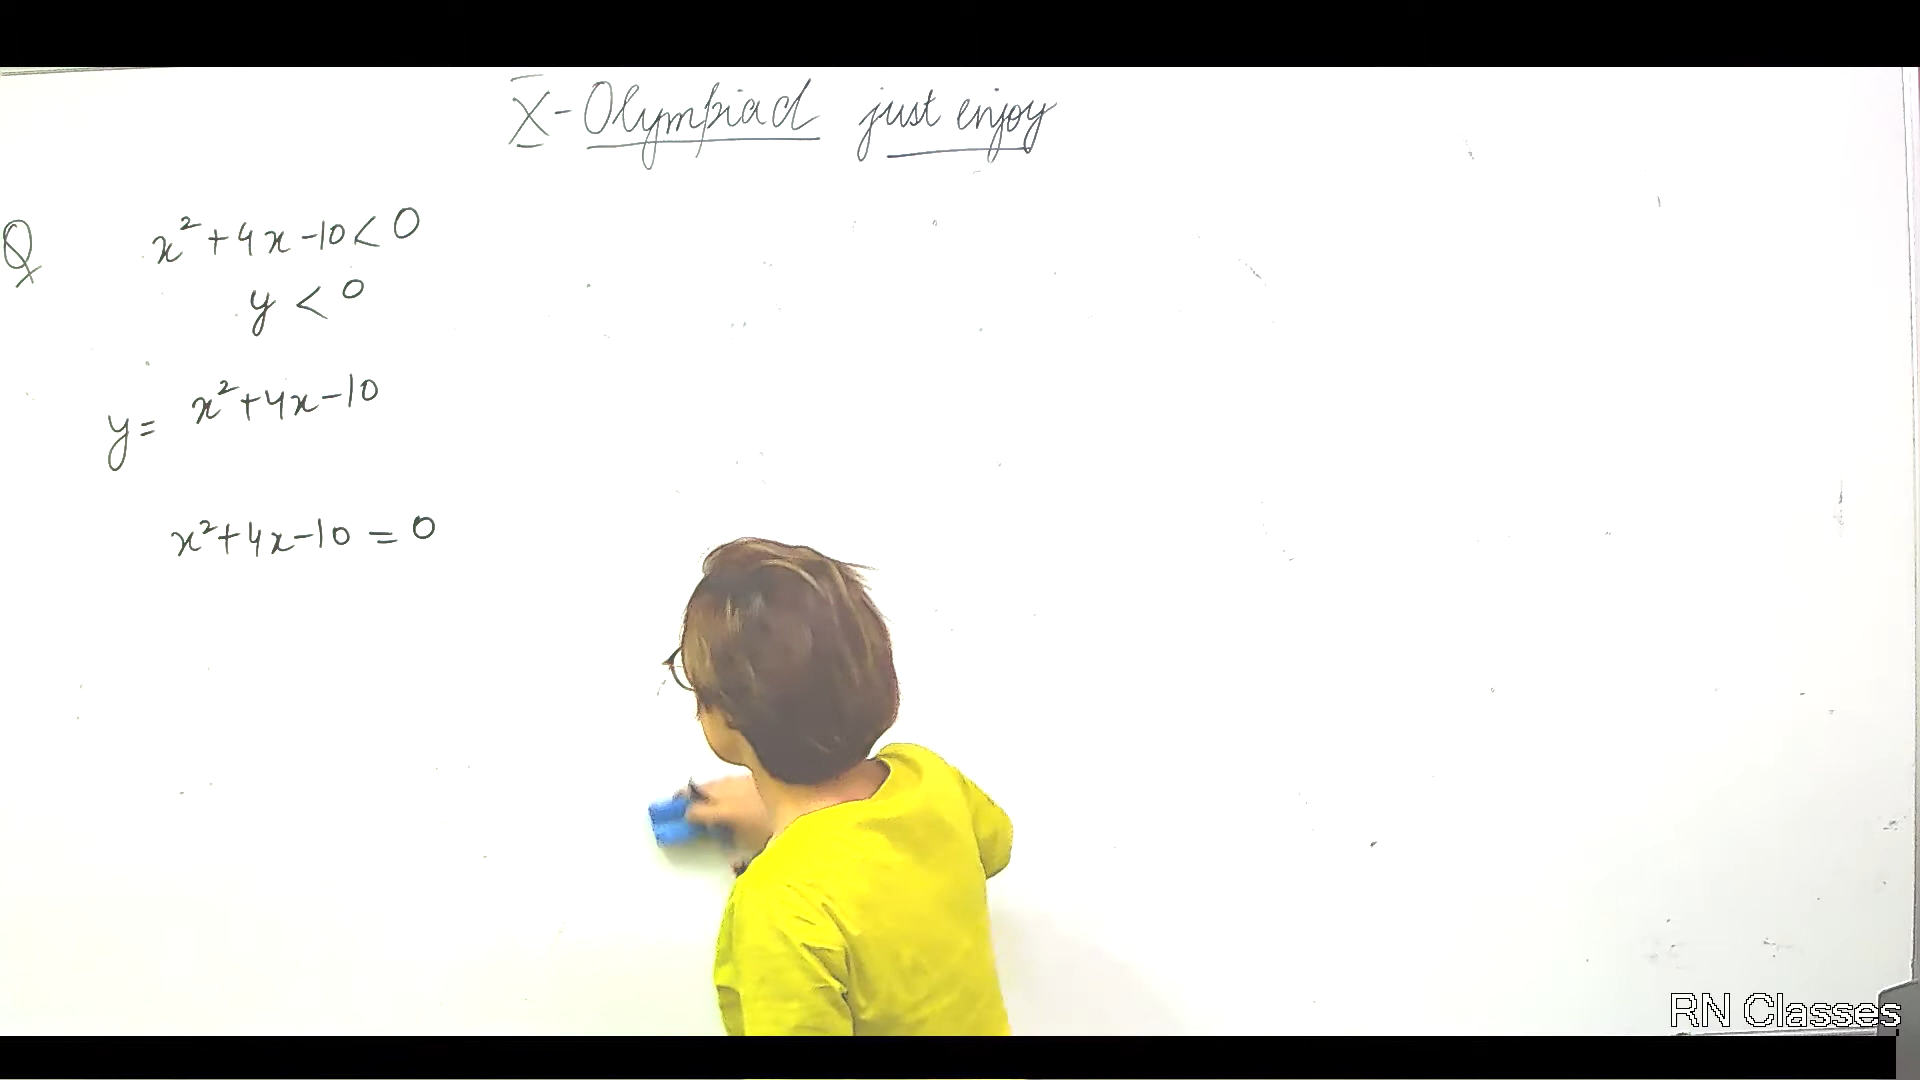 X-Olympiad just enjoy
Q x²+4x-10<0
y < 0
y= x²+4x-10
x²+4x-10 = 0
RN Classes